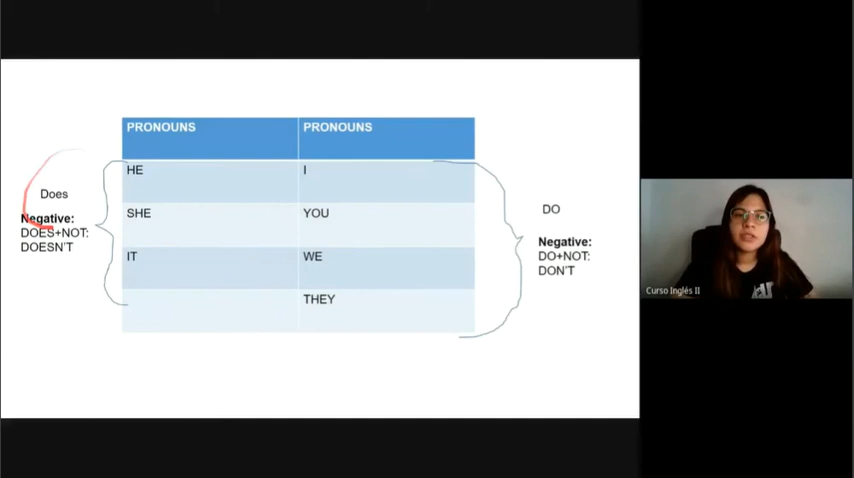 PRONOUNS PRONOUNS
HE I
SHE YOU
IT WE
THEY
Does
Negative:
DOES+NOT:
DOESN'T
DO
Negative:
DO+NOT:
DON'T
Curso Inglés II